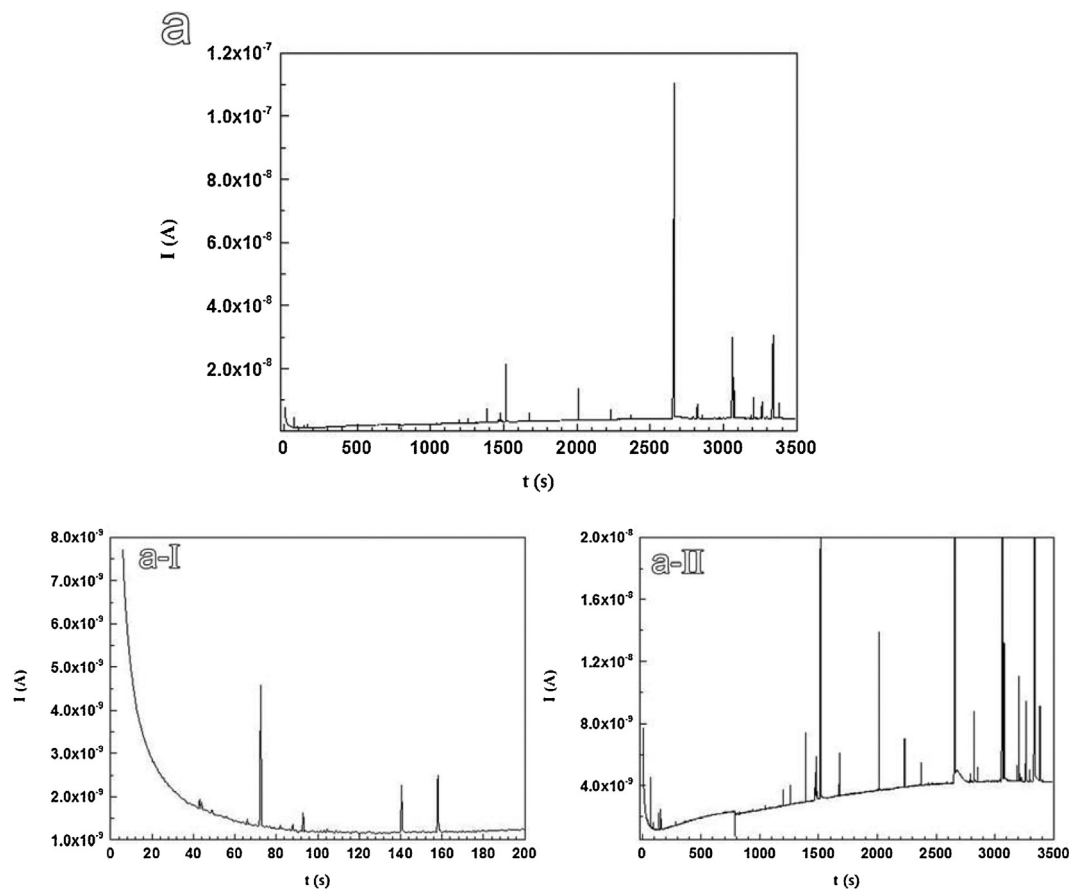 a
1.2x10⁻⁷
1.0x10⁻⁷
8.0x10⁻⁸
6.0x10⁻⁸
4.0x10⁻⁸
2.0x10⁻⁸
I (A)
0 500 1000 1500 2000 2500 3000 3500
t (s)
a-I
8.0x10⁻⁹
7.0x10⁻⁹
6.0x10⁻⁹
5.0x10⁻⁹
4.0x10⁻⁹
3.0x10⁻⁹
2.0x10⁻⁹
1.0x10⁻⁹
I (A)
0 20 40 60 80 100 120 140 160 180 200
t (s)
a-II
2.0x10⁻⁸
1.6x10⁻⁸
1.2x10⁻⁸
8.0x10⁻⁹
4.0x10⁻⁹
I (A)
0 500 1000 1500 2000 2500 3000 3500
t (s)